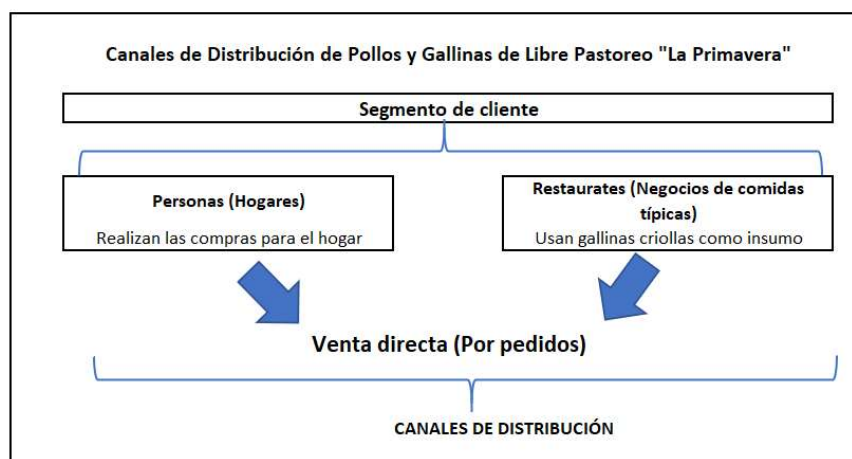 Canales de Distribución de Pollos y Gallinas de Libre Pastoreo "La Primavera"
Segmento de cliente
Personas (Hogares)
Realizan las compras para el hogar
Restaurates (Negocios de comidas
típicas)
Usan gallinas criollas como insumo
Venta directa (Por pedidos)
CANALES DE DISTRIBUCIÓN